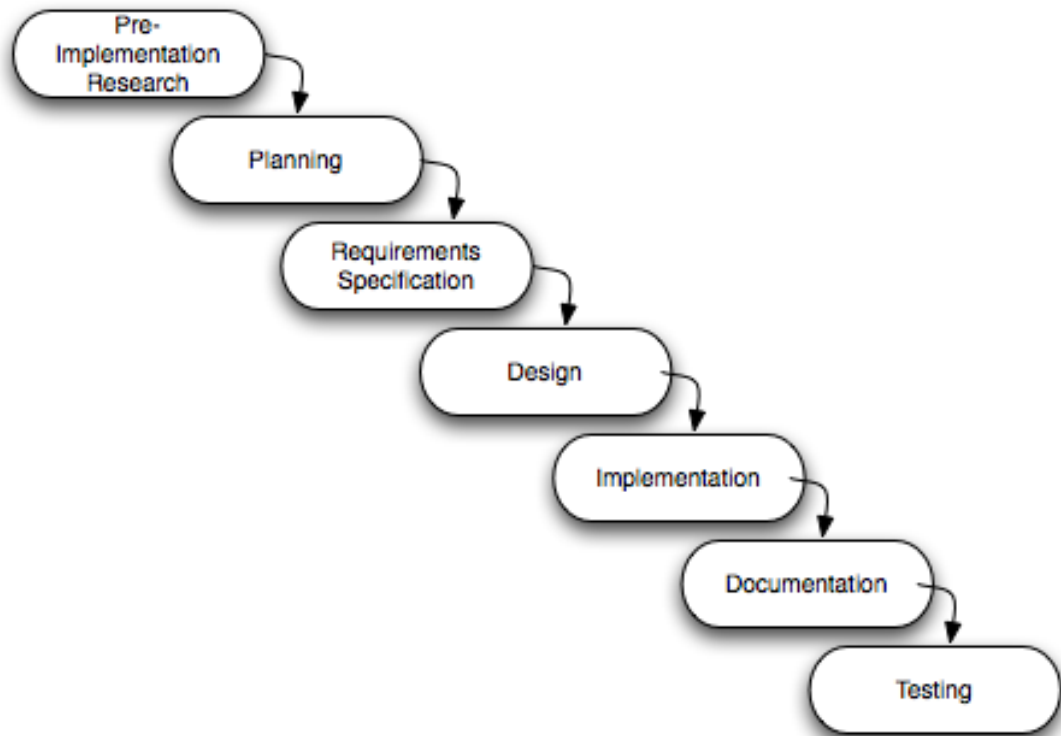 Pre-
Implementation
Research
Planning
Requirements
Specification
Design
Implementation
Documentation
Testing